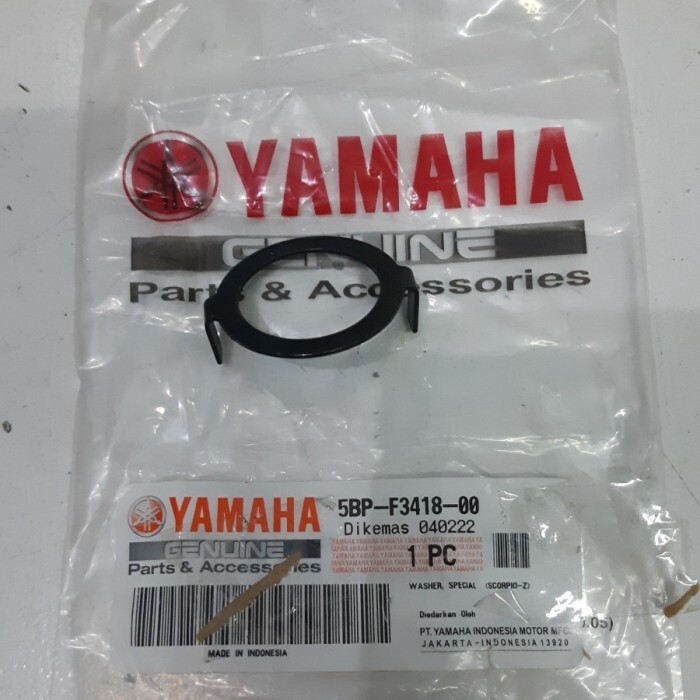 YAMAHA
GENUINE
Parts & Accessories
YAMAHA
GENUINE
Parts & Accessories
MADE IN INDONESIA
5BP-F3418-00
Dikemas 040222
1 PC
WASHER, SPECIAL (SCORPIO-Z)
Diedarkan Oleh
PT. YAMAHA INDONESIA MOTOR MFG
JAKARTA-INDONESIA 13920